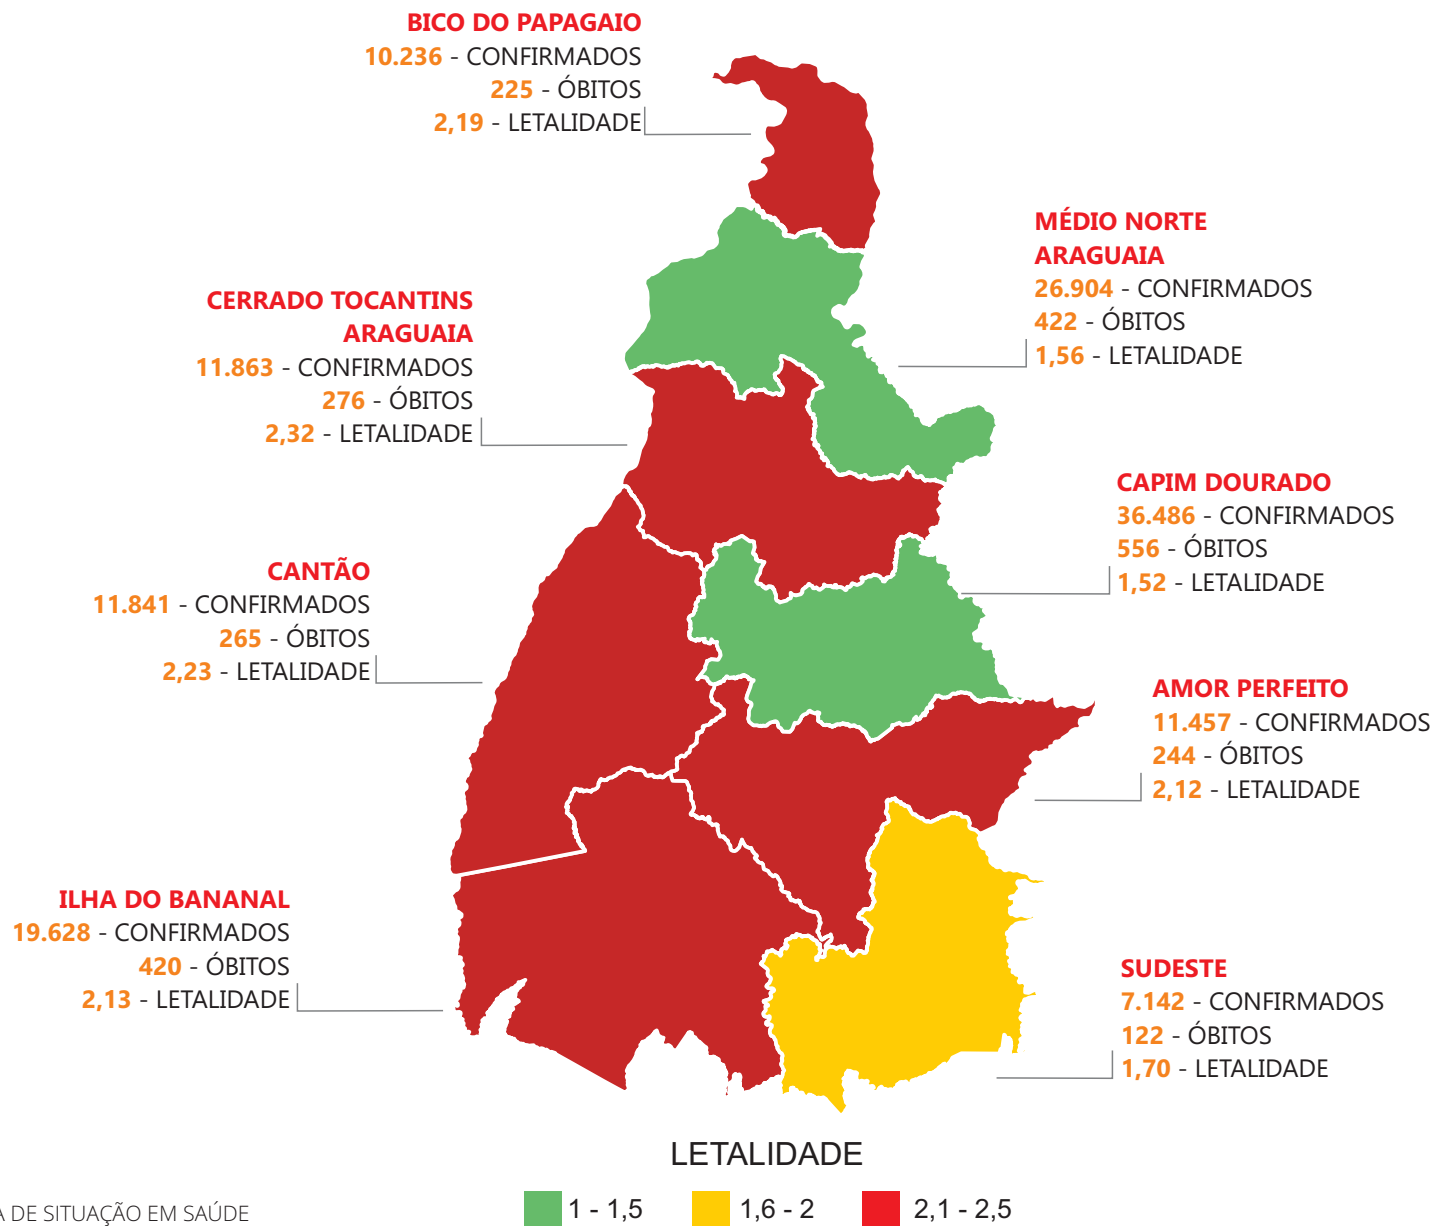 BICO DO PAPAGAIO
10.236 - CONFIRMADOS
225 - ÓBITOS
2,19 - LETALIDADE
MÉDIO NORTE
ARAGUAIA
26.904 - CONFIRMADOS
422 - ÓBITOS
1,56 - LETALIDADE
CERRADO TOCANTINS
ARAGUAIA
11.863 - CONFIRMADOS
276 - ÓBITOS
2,32 - LETALIDADE
CAPIM DOURADO
36.486 - CONFIRMADOS
556 - ÓBITOS
1,52 - LETALIDADE
CANTÃO
11.841 - CONFIRMADOS
265 - ÓBITOS
2,23 - LETALIDADE
AMOR PERFEITO
11.457 - CONFIRMADOS
244 - ÓBITOS
2,12 - LETALIDADE
ILHA DO BANANAL
19.628 - CONFIRMADOS
420 - ÓBITOS
2,13 - LETALIDADE
SUDESTE
7.142 - CONFIRMADOS
122 - ÓBITOS
1,70 - LETALIDADE
LETALIDADE
1 - 1,5
1,6 - 2
2,1 - 2,5
DE SITUAÇÃO EM SAÚDE